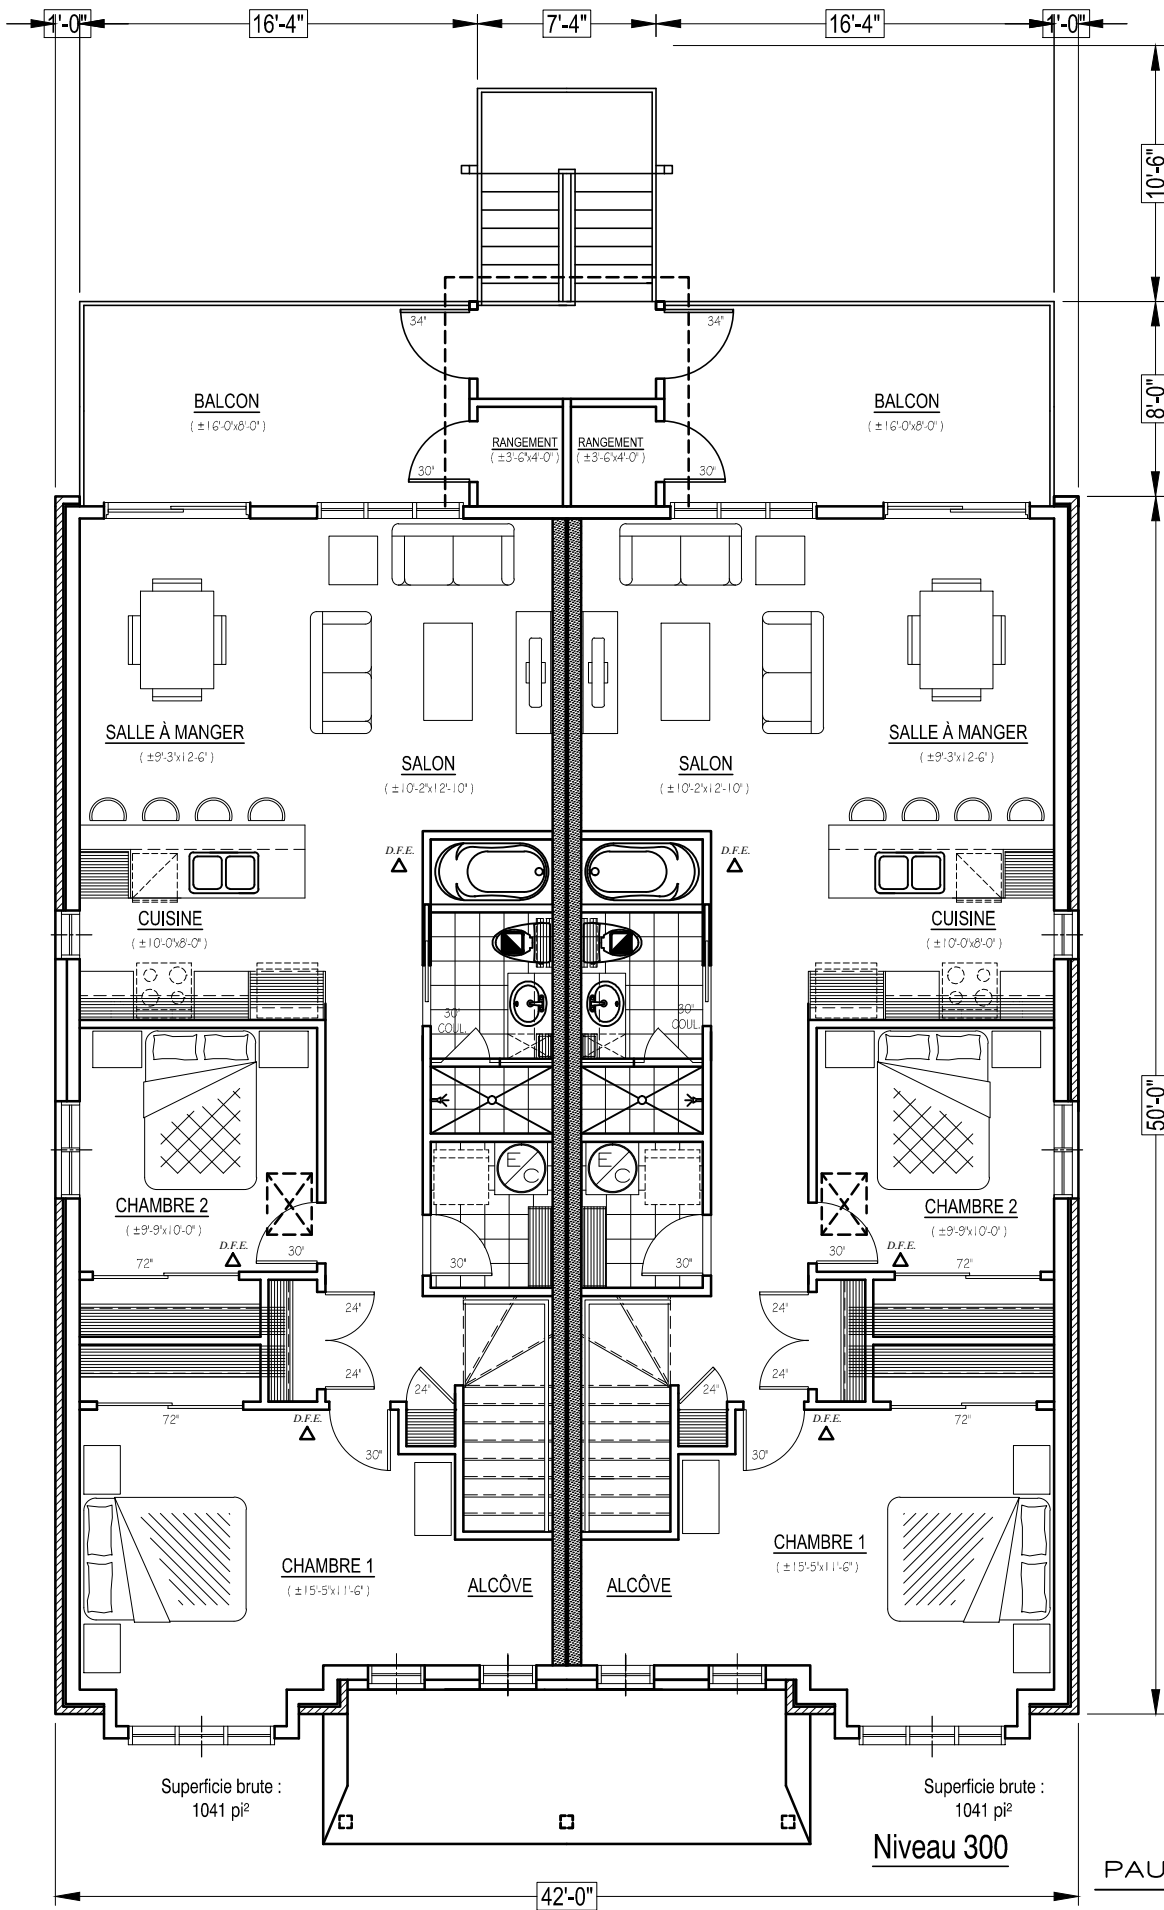 1'-0" 16'-4" 7'-4" 16'-4" 1'-0"
10'-6"
34" 34"
8'-0"
BALCON BALCON
(±16'-0"x8'-0") (±16'-0"x8'-0")
RANGEMENT RANGEMENT
(±3'-6"x4'-0") (±3'-6"x4'-0")
30" 30"
SALLE À MANGER SALLE À MANGER
(±9'-3"x12'-6") (±9'-3"x12'-6")
SALON SALON
(±10'-2"x12'-10") (±10'-2"x12'-10")
D.F.E. D.F.E.
CUISINE CUISINE
(±10'-0"x8'-0") (±10'-0"x8'-0")
30" 30"
COUL. COUL.
50'-0"
E/C E/C
CHAMBRE 2 CHAMBRE 2
(±9'-9"x10'-0") (±9'-9"x10'-0")
D.F.E. D.F.E.
72" 30" 30" 30" 30" 72"
24" 24"
24" 24"
24" 24"
72" D.F.E. D.F.E. 72"
30" 30"
CHAMBRE 1 CHAMBRE 1
(±15'-5"x11'-6") (±15'-5"x11'-6")
ALCÔVE ALCÔVE
Superficie brute : Superficie brute :
1041 pi² 1041 pi²
Niveau 300
PAU
42'-0"